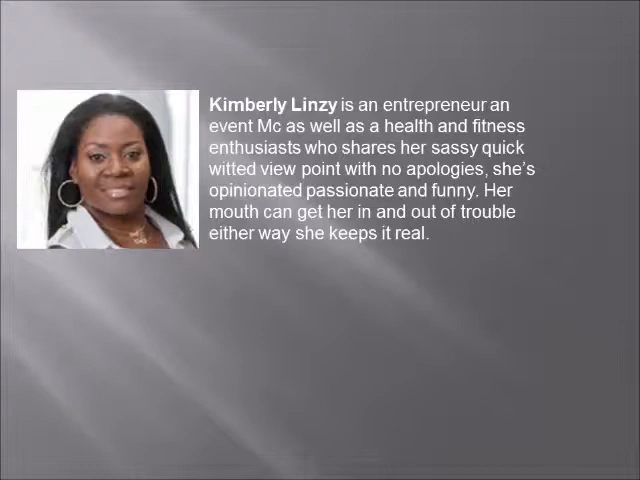 Kimberly Linzy is an entrepreneur an
event Mc as well as a health and fitness
enthusiasts who shares her sassy quick
witted view point with no apologies, she's
opinionated passionate and funny. Her
mouth can get her in and out of trouble
either way she keeps it real.